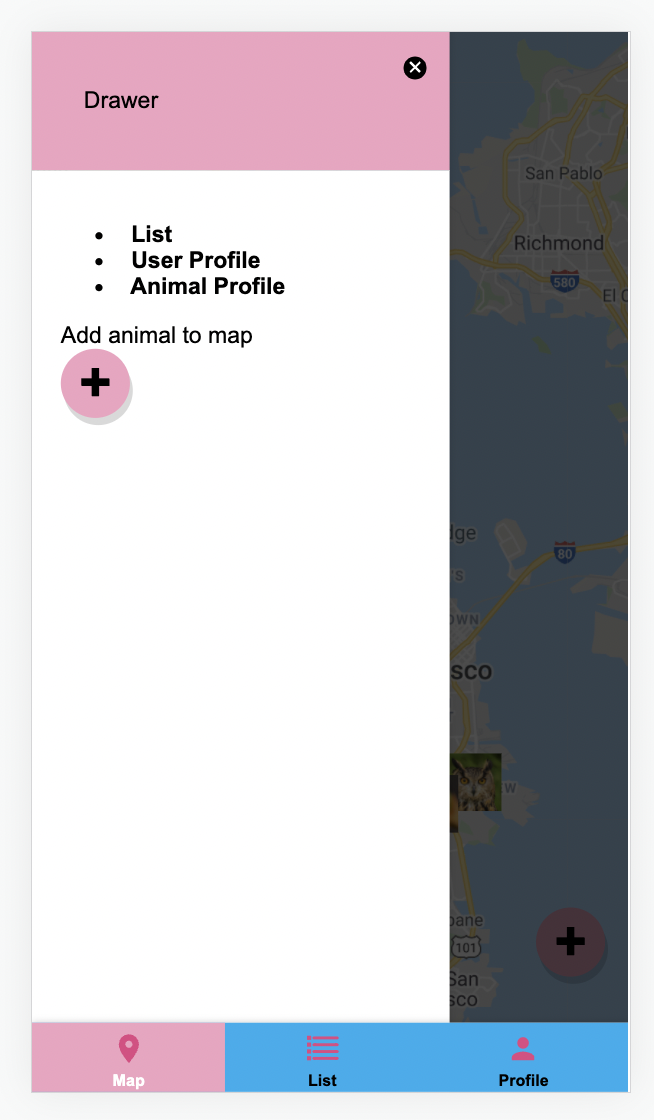 Drawer
• List
• User Profile
• Animal Profile
Add animal to map
San Pablo
Richmond
580
El C
dge
80
'S
OWN
SCO
W
bane
101
San
sco
Map
List
Profile